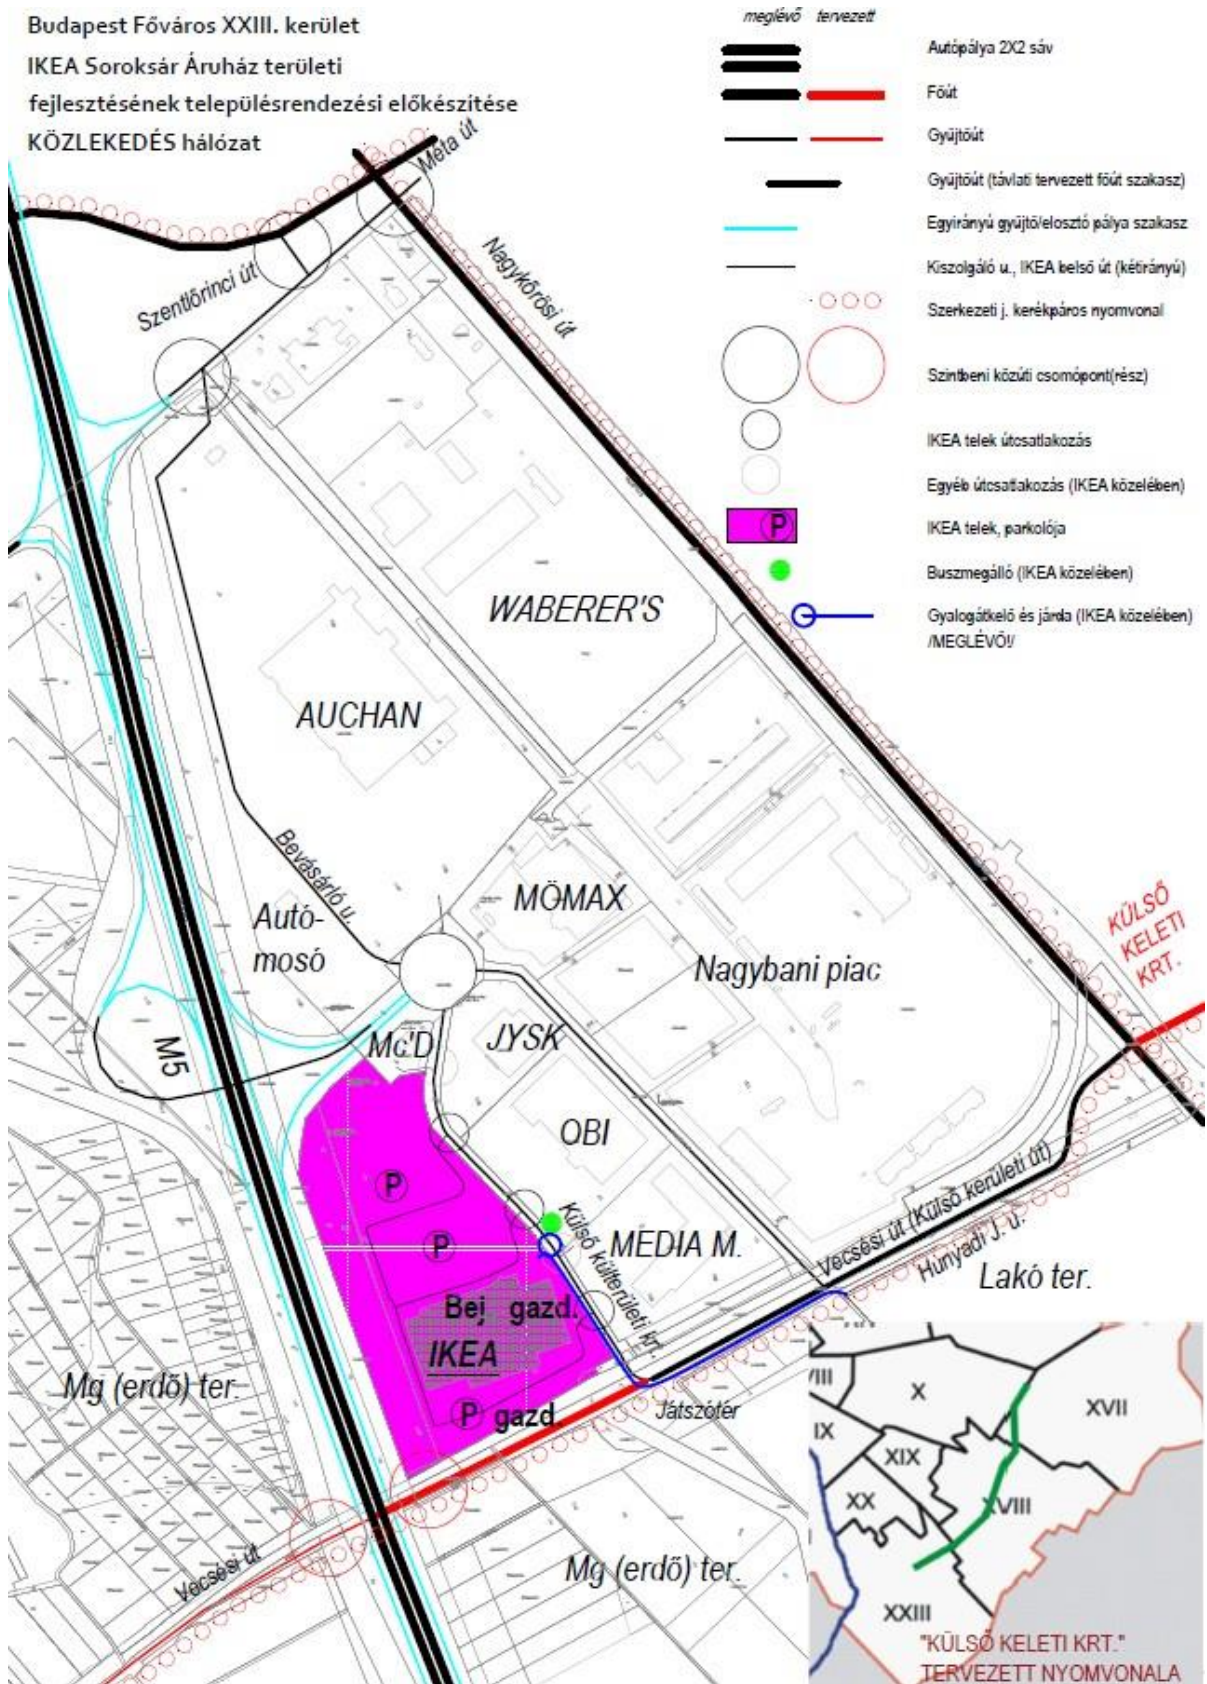 Budapest Főváros XXIII. kerület
IKEA Soroksár Áruház területi
fejlesztésének településrendezési előkészítése
KÖZLEKEDÉS hálózat
meglévő tervezett
Autópálya 2X2 sáv
Főút
Gyűjtőút
Gyűjtőút (távlati tervezett főút szakasz)
Egyirányú gyűjtő/elosztó pálya szakasz
Kiszolgáló u., IKEA belső út (kétirányú)
Szerkezeti j. kerékpáros nyomvonal
Szintbeni közúti csomópont(rész)
IKEA telek útcsatlakozás
Egyéb útcsatlakozás (IKEA közelében)
P
IKEA telek, parkolója
Buszmegálló (IKEA közelében)
Gyalogátkelő és járda (IKEA közelében)
/MEGLÉVŐ!/
Méta út
Nagykőrösi út
Szentlőrinci út
WABERER'S
AUCHAN
Bevásárló u.
MÖMAX
Autó-
mosó
Nagybani piac
KÜLSŐ
KELETI
KRT.
M5
Mc'D
JYSK
OBI
P
P
Külső külterületi krt.
MEDIA M.
Vecsési út (Külső kerületi út)
Hunyadi J. u.
Lakó ter.
Bej gazd.
IKEA
P gazd.
Játszótér
Mg (erdő) ter.
Vecsési út
Mg (erdő) ter.
VIII
X
XVII
IX
XIX
XX
XVIII
XXIII
"KÜLSŐ KELETI KRT."
TERVEZETT NYOMVONALA